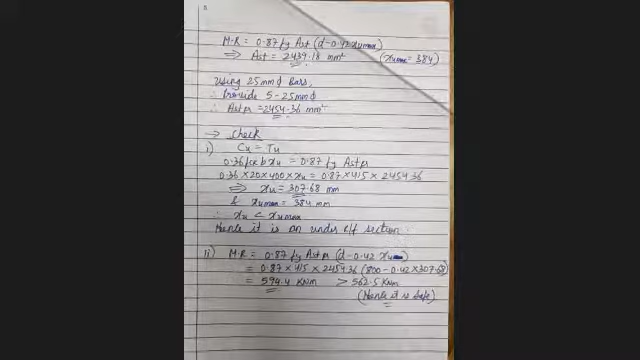 M.R = 0.87 fy Ast (d-0.42 xumax)
⇒ Ast = 2439.18 mm² (xumax = 384)
Using 25mm φ Bars,
∴ Provide 5-25mm φ
∴ Astpr = 2454.36 mm²
→ Check
i) Cu = Tu
0.36 fck b xu = 0.87 fy Astpr
0.36 × 20 × 400 × xu = 0.87 × 415 × 2454.36
⇒ xu = 307.68 mm
& xumax = 384 mm
∴ xu < xumax
Hence it is an under R/f section.
ii) M.R = 0.87 fy Astpr (d-0.42 xu)
= 0.87 × 415 × 2454.36 (800 - 0.42 × 307.68)
= 594.4 KNm > 562.5 KNm
(Hence it is safe)